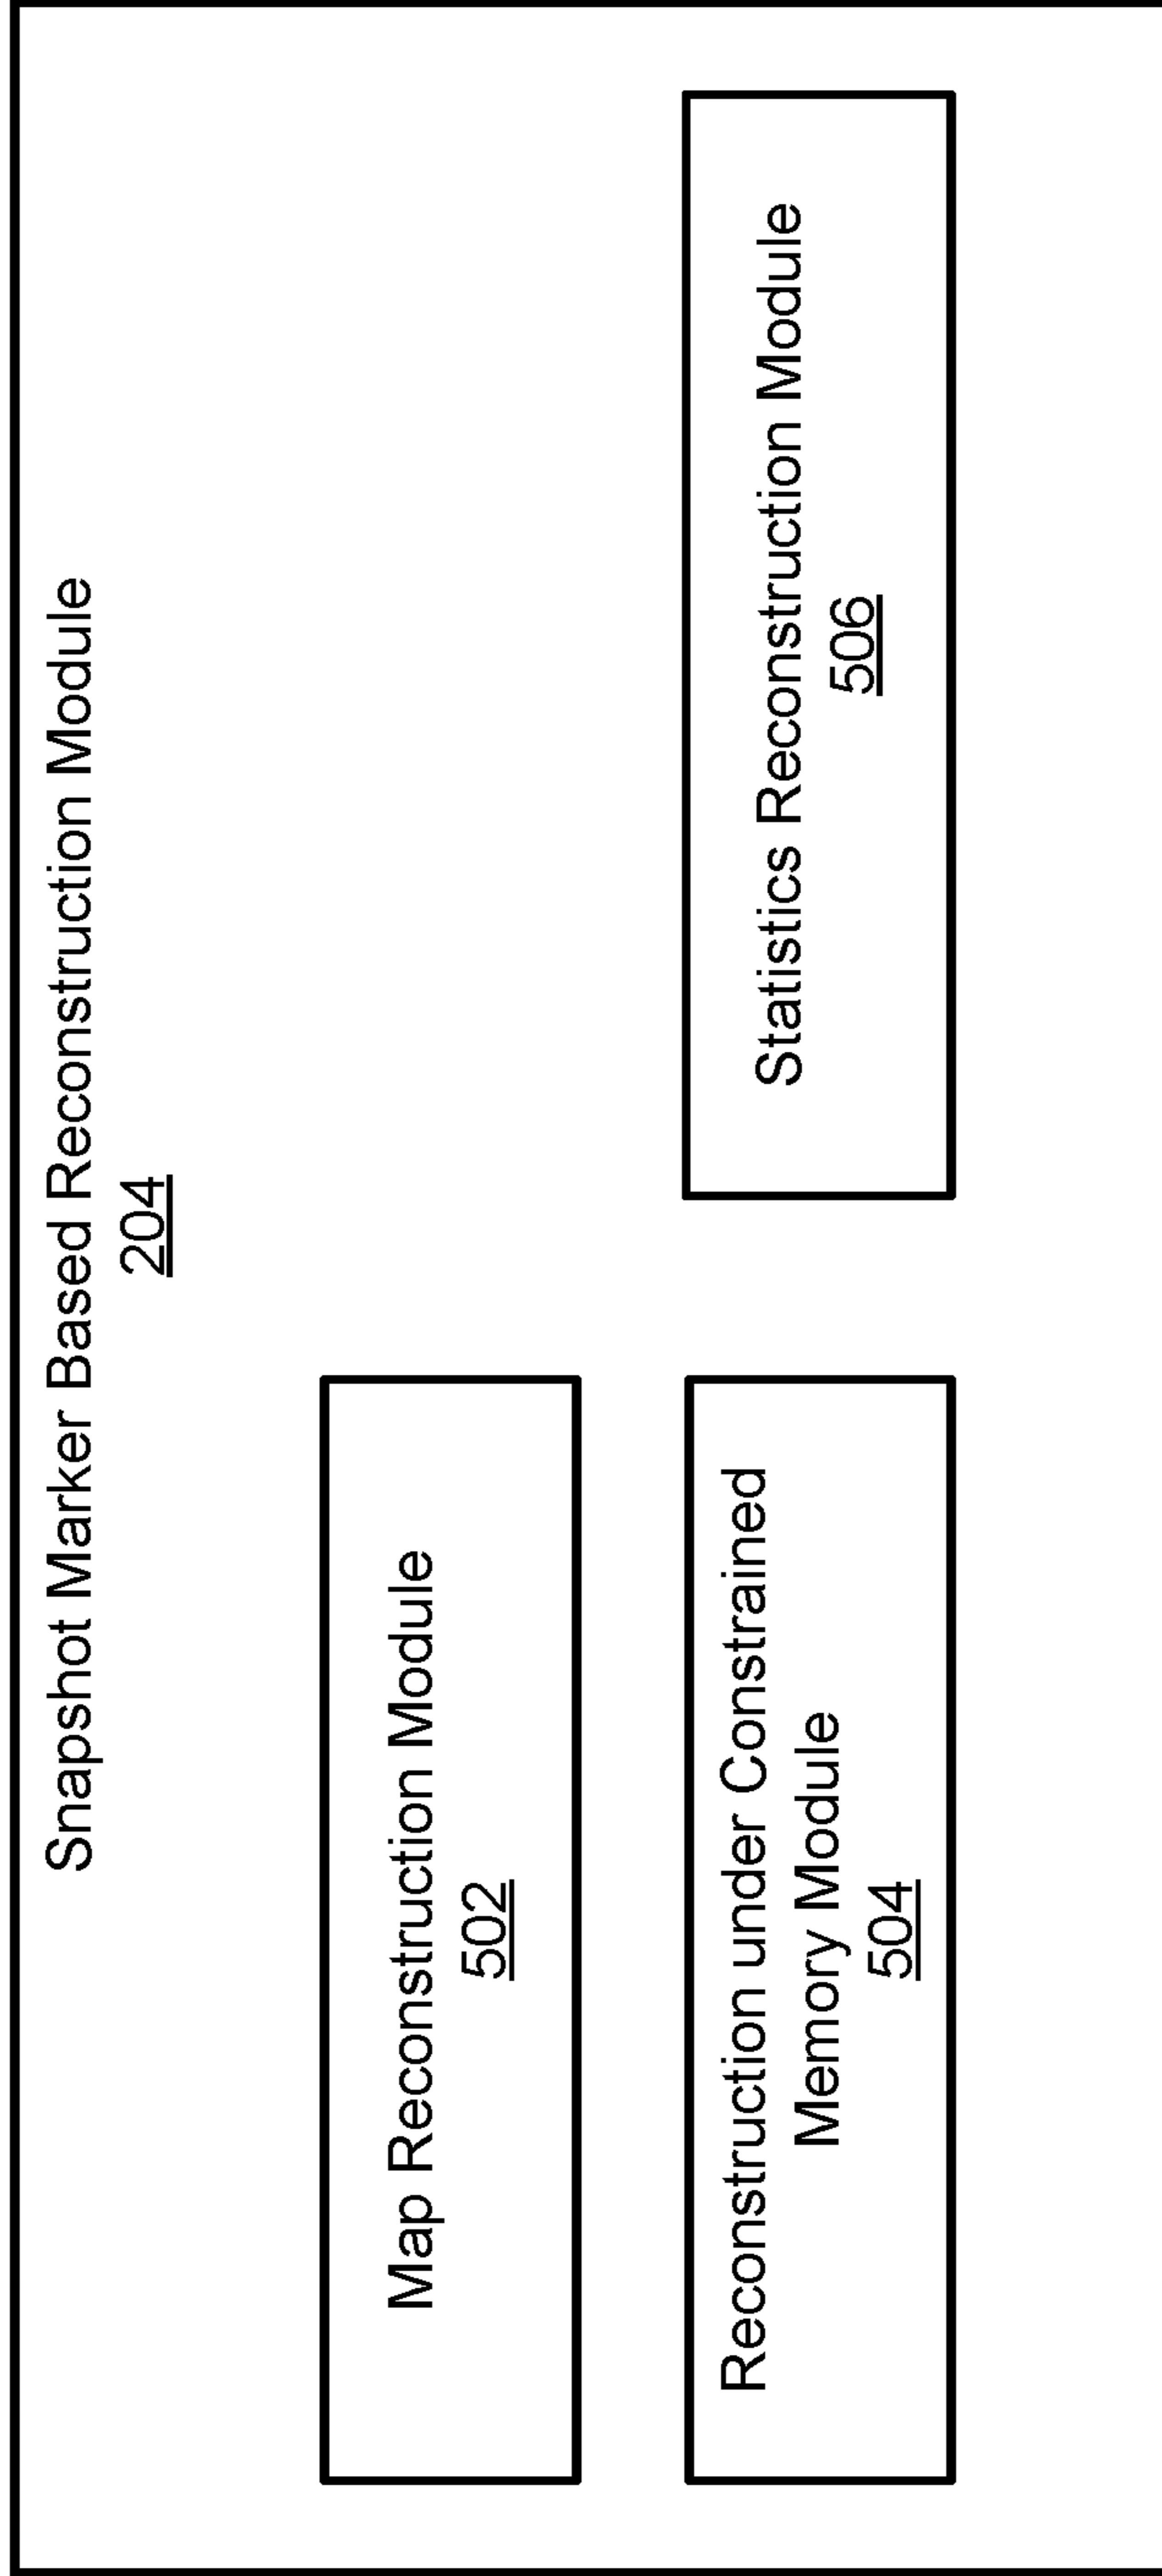 Snapshot Marker Based Reconstruction Module
204
Map Reconstruction Module
502
Reconstruction under Constrained
Memory Module
504
Statistics Reconstruction Module
506